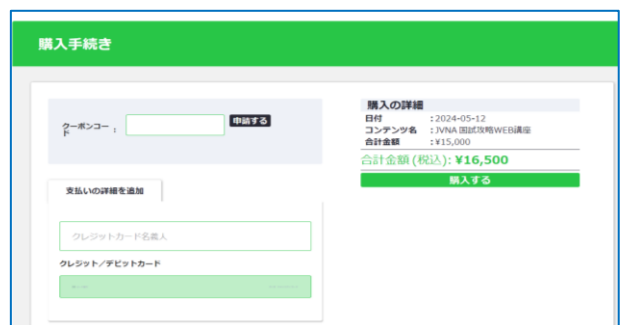 購入手続き
クーポンコード :
申請する
購入の詳細
日付 :2024-05-12
コンテンツ名 :JVNA 国試攻略WEB講座
合計金額 :¥15,000
合計金額 (税込): ¥16,500
購入する
支払いの詳細を追加
クレジットカード名義人
クレジット/デビットカード